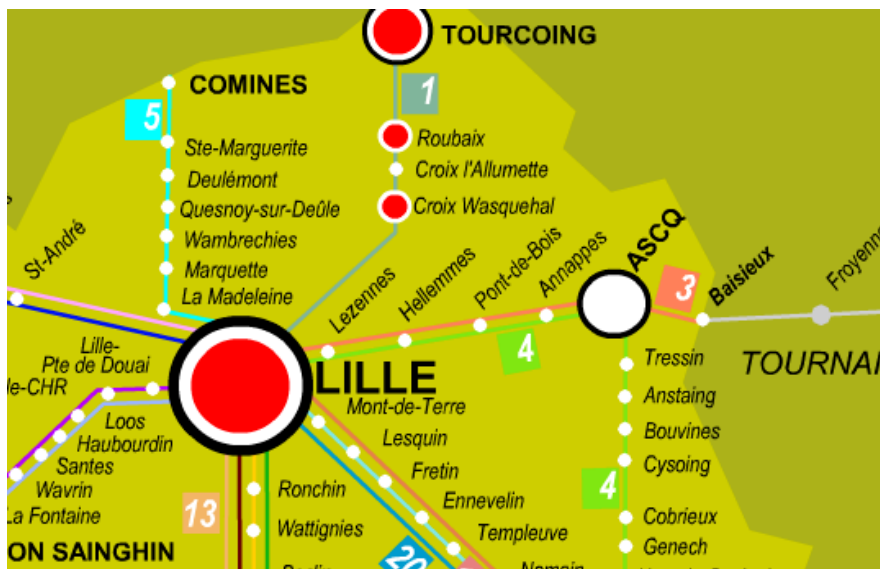 TOURCOING
COMINES
1
5
Roubaix
Ste-Marguerite
Croix l'Allumette
Deulémont
Croix Wasquehal
Quesnoy-sur-Deûle
Wambrechies
St-André
Marquette
La Madeleine
Lezennes
Hellemmes
Pont-de-Bois
Annappes
ASCQ
3
Baisieux
Froyenne
4
Lille-
Pte de Douai
le-CHR
LILLE
Tressin
TOURNAI
Mont-de-Terre
Anstaing
Loos
Haubourdin
Lesquin
Bouvines
Santes
Fretin
Cysoing
Wavrin
Ronchin
Ennevelin
4
La Fontaine
13
Wattignies
Templeuve
Cobrieux
Genech
ON SAINGHIN
20